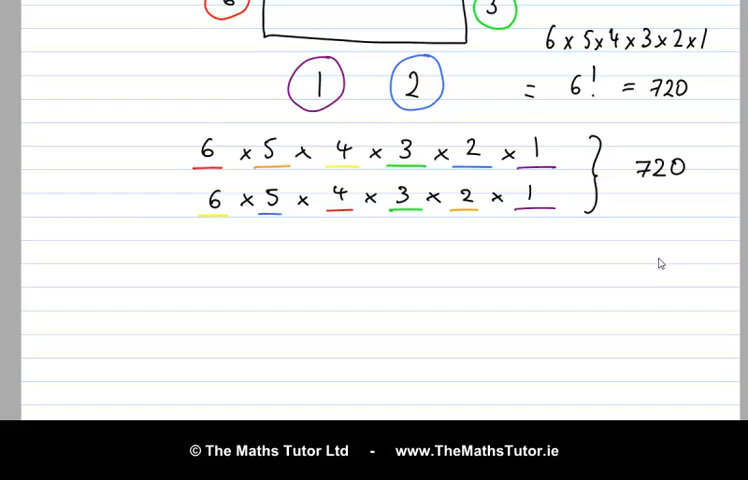 3
6 x 5 x 4 x 3 x 2 x 1
1 2
= 6! = 720
6 x 5 x 4 x 3 x 2 x 1
720
6 x 5 x 4 x 3 x 2 x 1
© The Maths Tutor Ltd - www.TheMathsTutor.ie